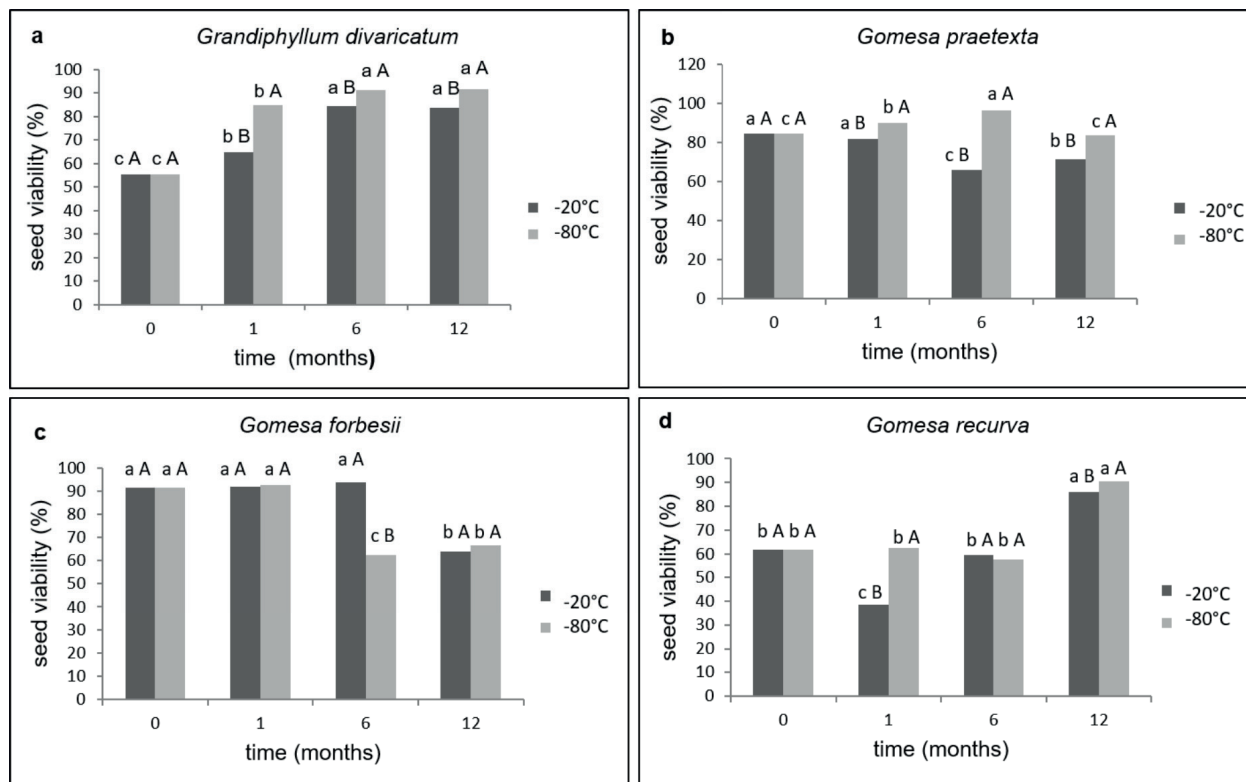 a
Grandiphyllum divaricatum
seed viability (%)
100
90
80
70
60
50
40
30
20
10
0
c A c A
b B
b A
a B
a A
a B
a A
0 1 6 12
time (months)
-20°C
-80°C
b
Gomesa praetexta
seed viability (%)
120
100
80
60
40
20
0
a A c A
a B
b A
c B
a A
b B
c A
0 1 6 12
time (months)
-20°C
-80°C
c
Gomesa forbesii
seed viability (%)
100
90
80
70
60
50
40
30
20
10
0
a A a A
a A a A
a A
c B
b A b A
0 1 6 12
time (months)
-20°C
-80°C
d
Gomesa recurva
seed viability (%)
100
90
80
70
60
50
40
30
20
10
0
b A b A
c B
b A
b A b A
a B
a A
0 1 6 12
time (months)
-20°C
-80°C